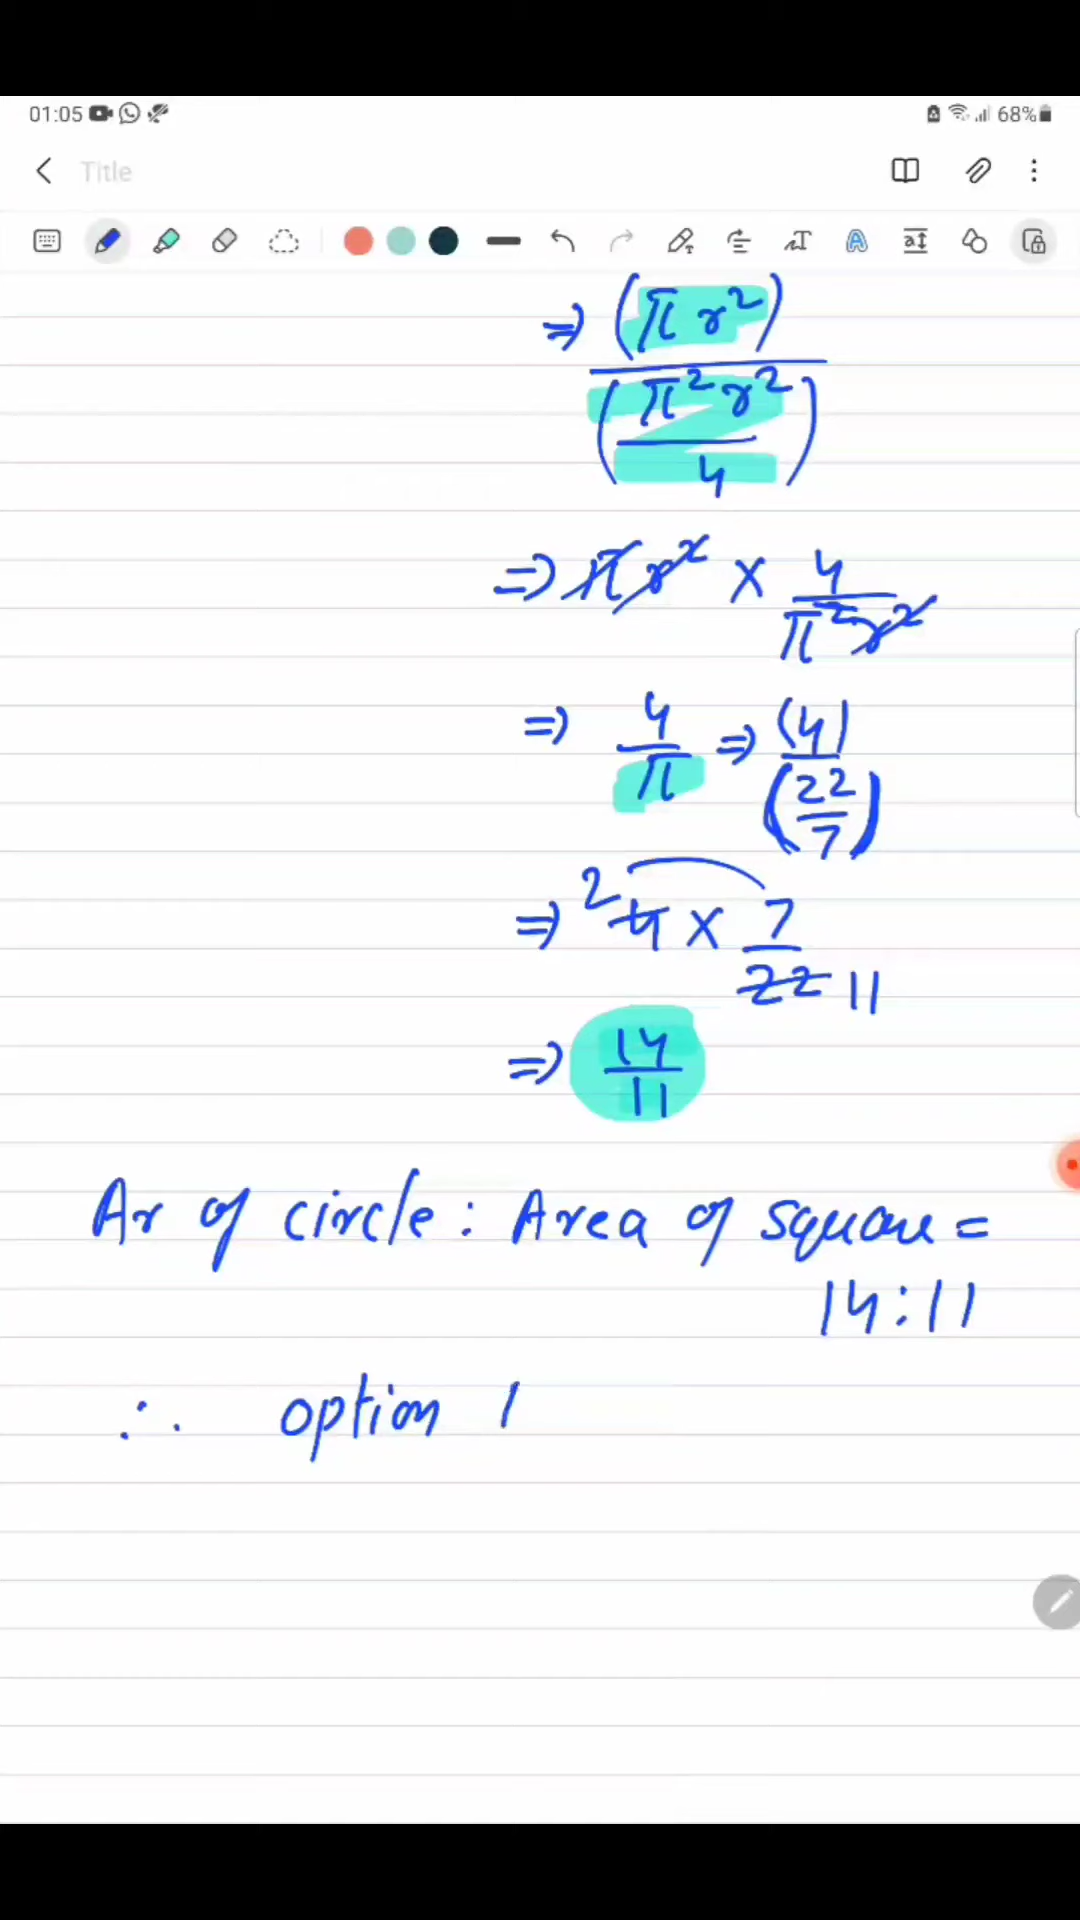 01:05 68%
Title
⇒ (πr²)
(π²r²
4)
⇒ πr² × 4
π²r²
⇒ 4/π ⇒ (4)
(22/7)
⇒ 2 4 × 7
22 11
⇒ 14
11
Ar of circle: Area of square =
14:11
∴ option 1